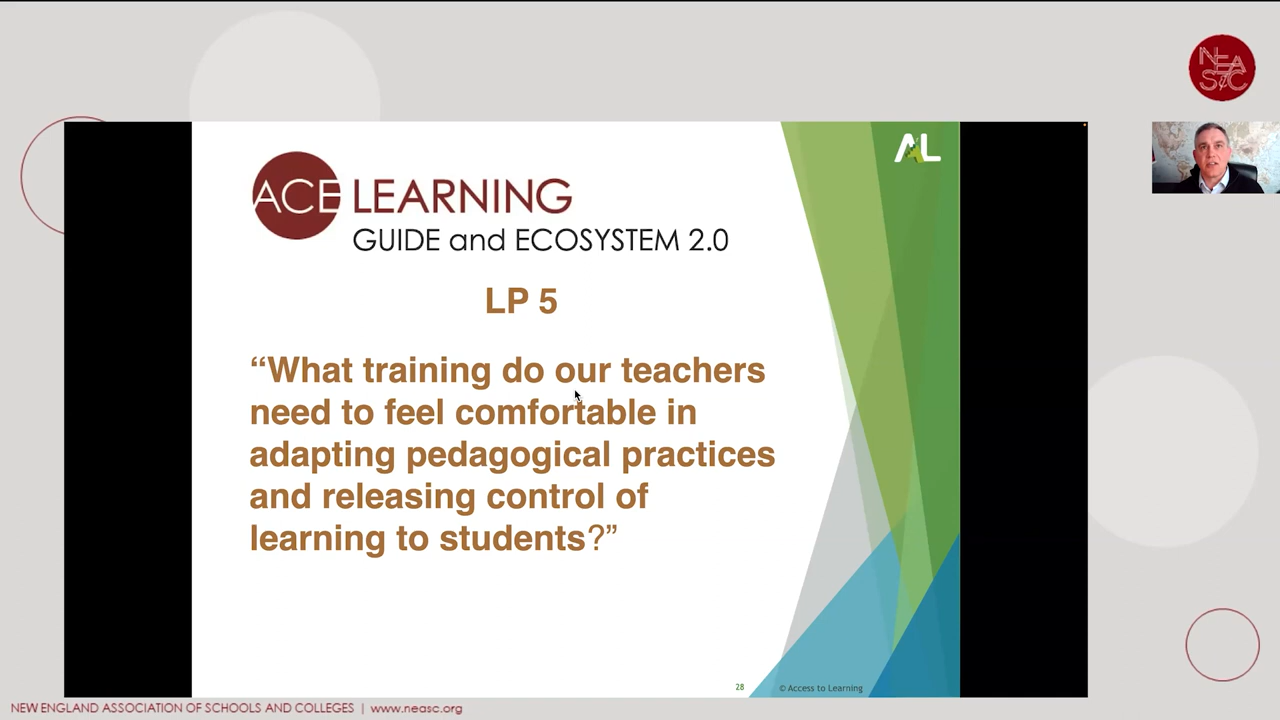 NEASC
ACE LEARNING
GUIDE and ECOSYSTEM 2.0
AL
LP 5
“What training do our teachers
need to feel comfortable in
adapting pedagogical practices
and releasing control of
learning to students?”
28
© Access to Learning
NEW ENGLAND ASSOCIATION OF SCHOOLS AND COLLEGES | www.neasc.org